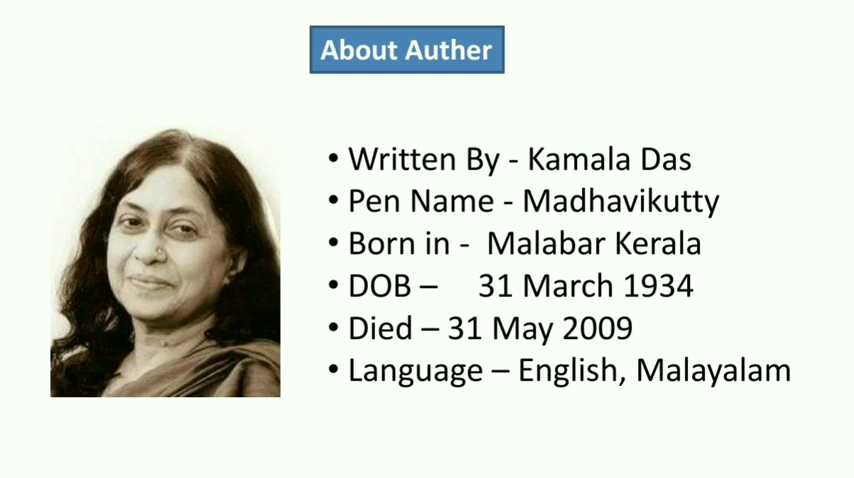 About Auther
• Written By - Kamala Das
• Pen Name - Madhavikutty
• Born in - Malabar Kerala
• DOB – 31 March 1934
• Died – 31 May 2009
• Language – English, Malayalam